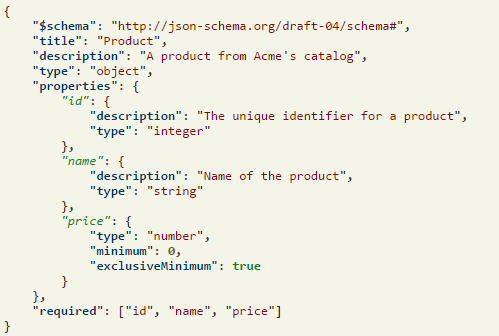 {
    "$schema": "http://json-schema.org/draft-04/schema#",
    "title": "Product",
    "description": "A product from Acme's catalog",
    "type": "object",
    "properties": {
        "id": {
            "description": "The unique identifier for a product",
            "type": "integer"
        },
        "name": {
            "description": "Name of the product",
            "type": "string"
        },
        "price": {
            "type": "number",
            "minimum": 0,
            "exclusiveMinimum": true
        }
    },
    "required": ["id", "name", "price"]
}